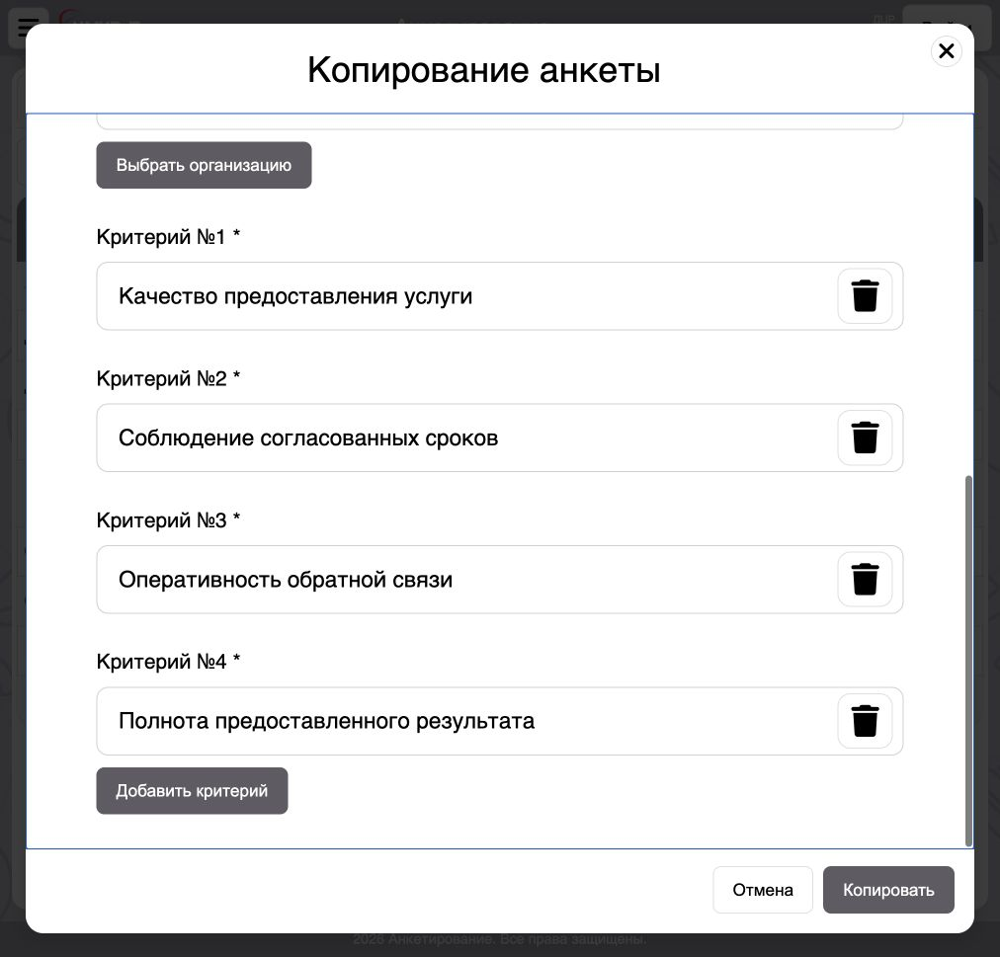 Копирование анкеты
Выбрать организацию
Критерий №1 *
Качество предоставления услуги
Критерий №2 *
Соблюдение согласованных сроков
Критерий №3 *
Оперативность обратной связи
Критерий №4 *
Полнота предоставленного результата
Добавить критерий
Отмена
Копировать
2026 Анкетирование. Все права защищены.